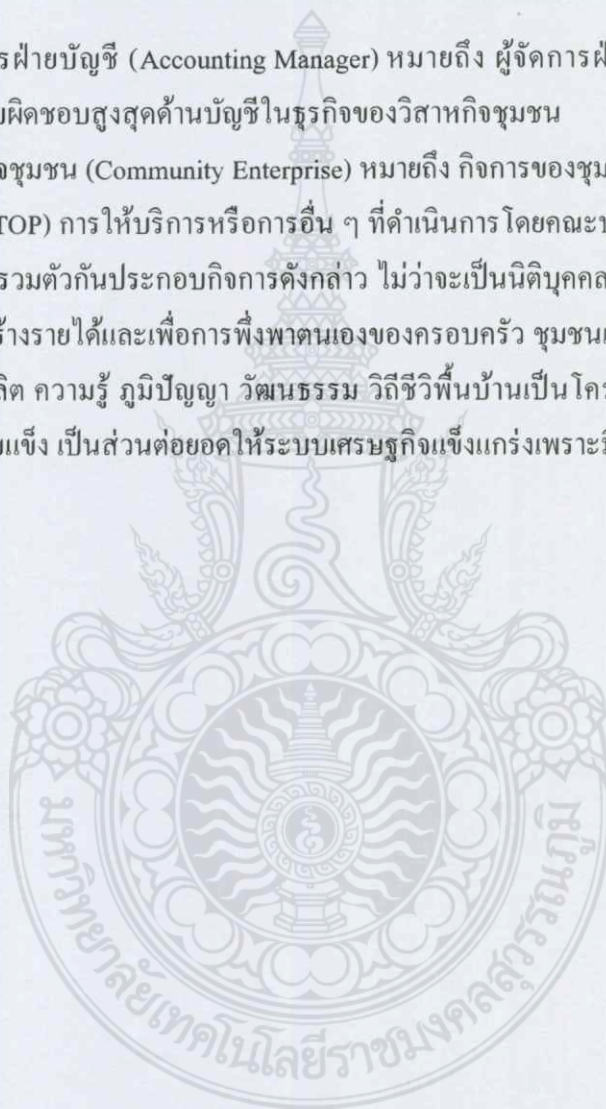 รฝ่ายบัญชี (Accounting Manager) หมายถึง ผู้จัดการฝ่
ผิดชอบสูงสุดด้านบัญชีในธุรกิจของวิสาหกิจชุมชน
จชุมชน (Community Enterprise) หมายถึง กิจการของชุม
TOP) การให้บริการหรือการอื่น ๆ ที่ดำเนินการโดยคณะ
รวมตัวกันประกอบกิจการดังกล่าว ไม่ว่าจะเป็นนิติบุคคล
ร้างรายได้และเพื่อการพึ่งพาตนเองของครอบครัว ชุมชน
ลิต ความรู้ ภูมิปัญญา วัฒนธรรม วิถีชีวิพื้นบ้านเป็นโคร
มแข็ง เป็นส่วนต่อยอดให้ระบบเศรษฐกิจแข็งแกร่งเพราะ
มหาวิทยาลัยเทคโนโลยีราชมงคลสุวรรณภูมิ